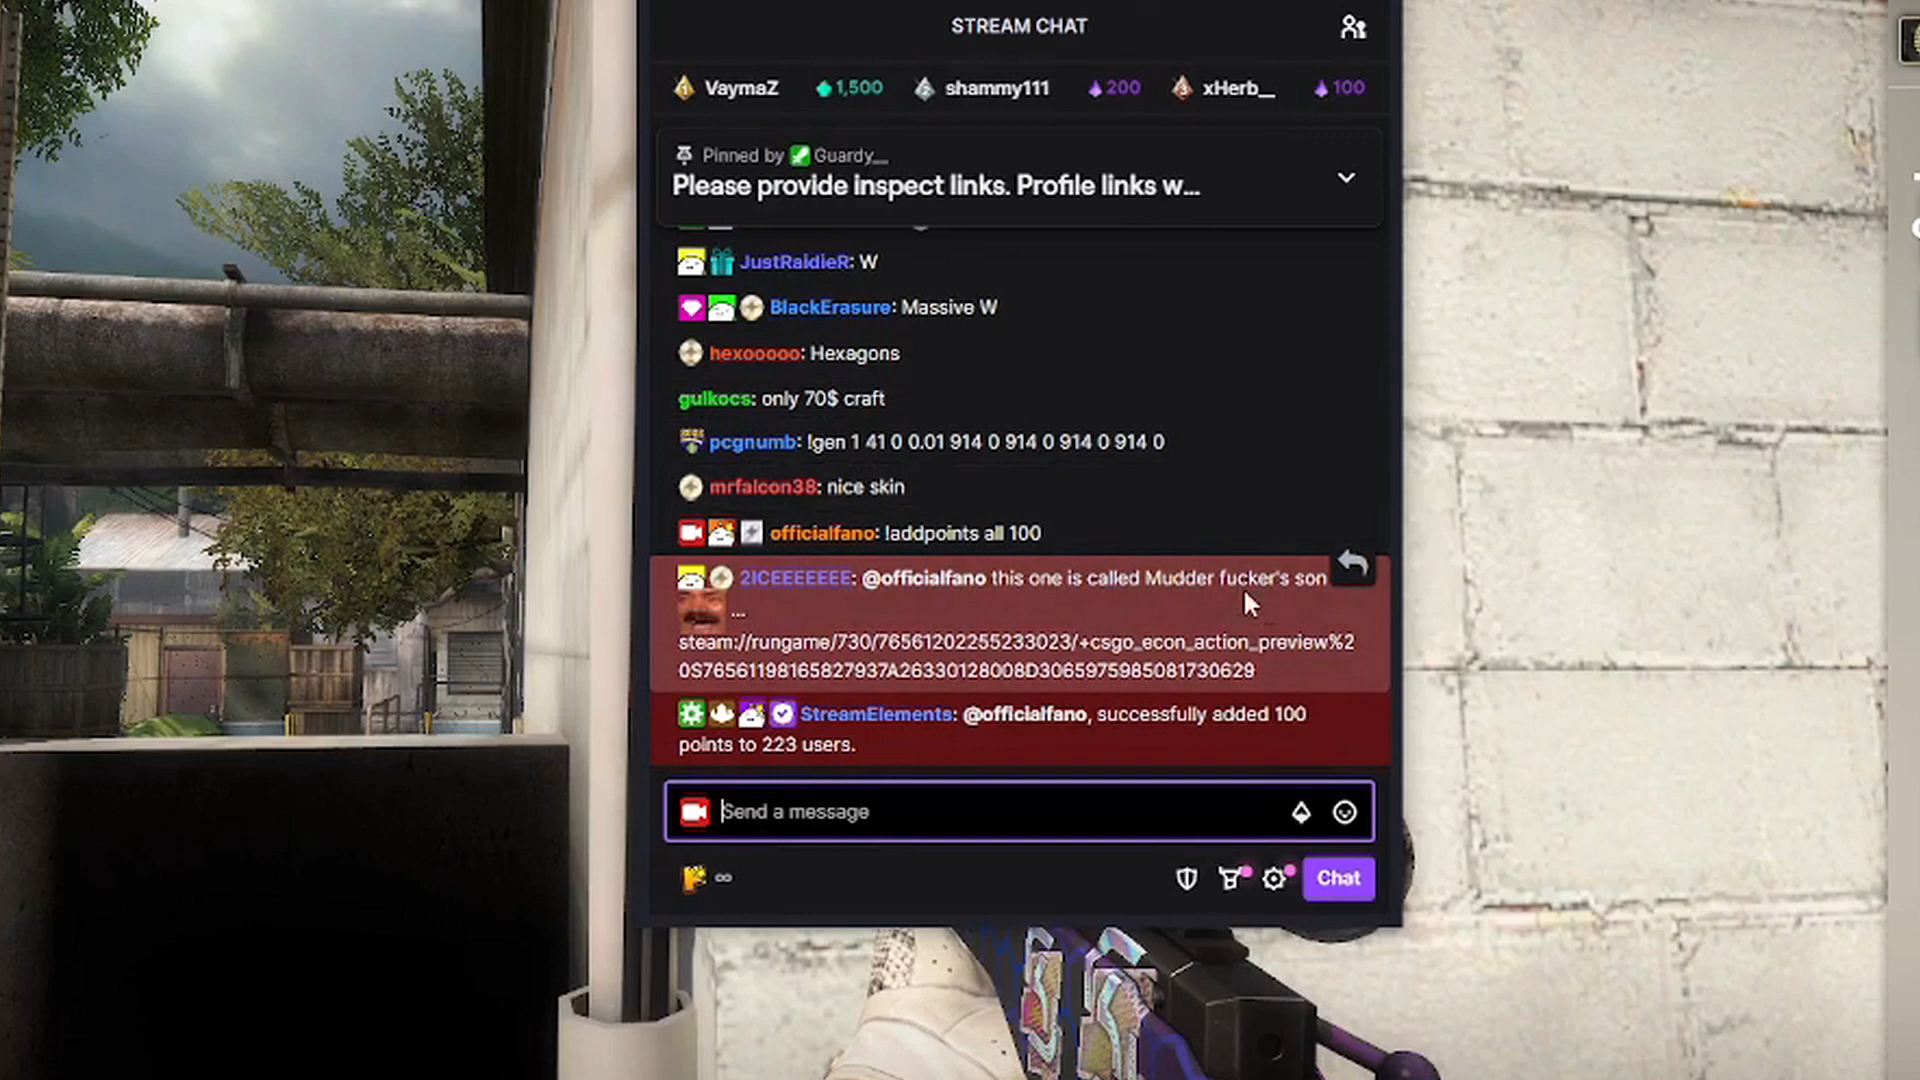 STREAM CHAT
VaymaZ 1,500 shammy111 200 xHerb__ 100
Pinned by Guardy__
Please provide inspect links. Profile links w...
JustRaidieR: W
BlackErasure: Massive W
hexooooo: Hexagons
gulkocs: only 70$ craft
pcgnumb: !gen 1 41 0 0.01 914 0 914 0 914 0 914 0
mrfalcon38: nice skin
officialfano: !addpoints all 100
2ICEEEEEEE: @officialfano this one is called Mudder fucker's son
...
steam://rungame/730/76561202255233023/+csgo_econ_action_preview%2
0S76561198165827937A26330128008D3065975985081730629
StreamElements: @officialfano, successfully added 100
points to 223 users.
Send a message
∞
Chat